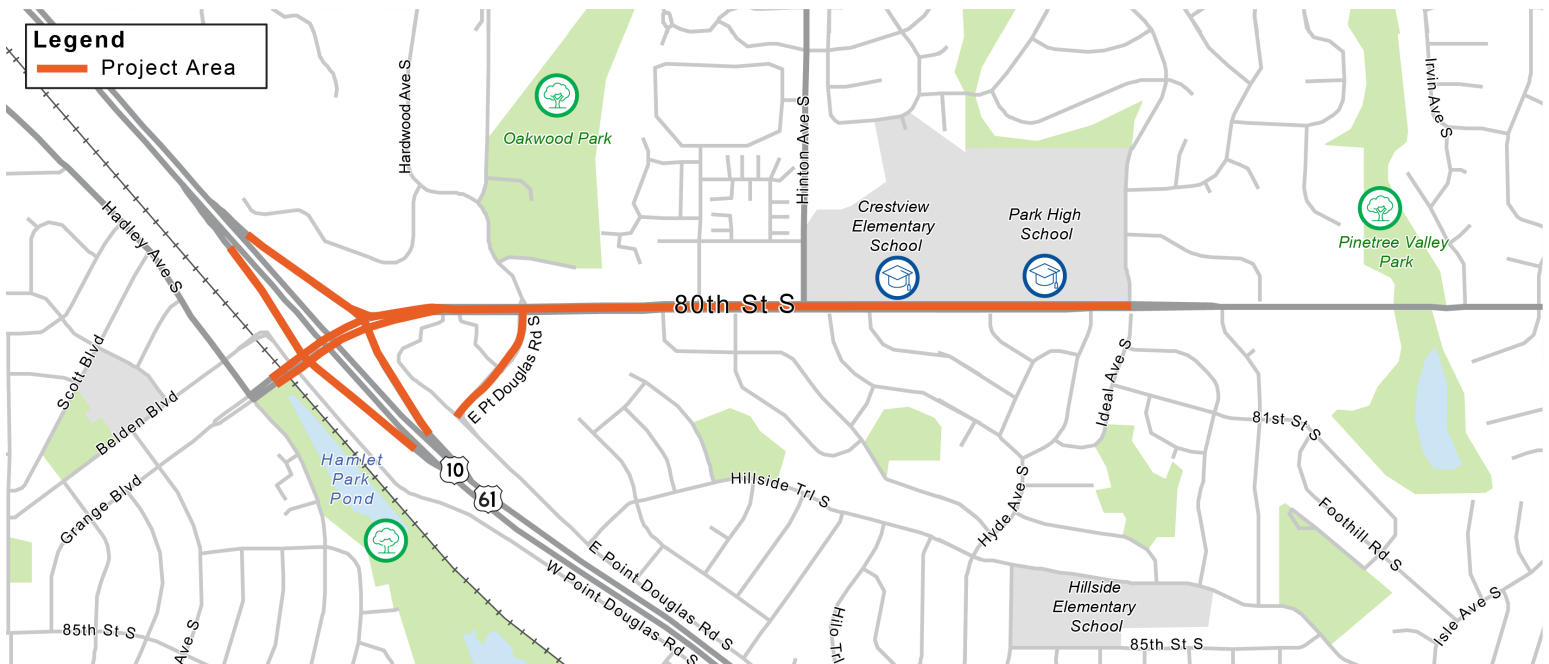 Legend
Project Area
Hardwood Ave S
Oakwood Park
Hinton Ave S
Irvin Ave S
Hadley Ave S
Crestview
Elementary
School
Park High
School
Pinetree Valley
Park
80th St S
Scott Blvd
E Pt Douglas Rd S
Ideal Ave S
Belden Blvd
81st St S
Hamlet
Park
Pond
10
61
Hillside Trl S
Grange Blvd
Hyde Ave S
Foothill Rd S
E Point Douglas Rd S
W Point Douglas Rd S
Hillside
Elementary
School
Hilo Trl
Isle Ave S
85th St S
Ave S
85th St S